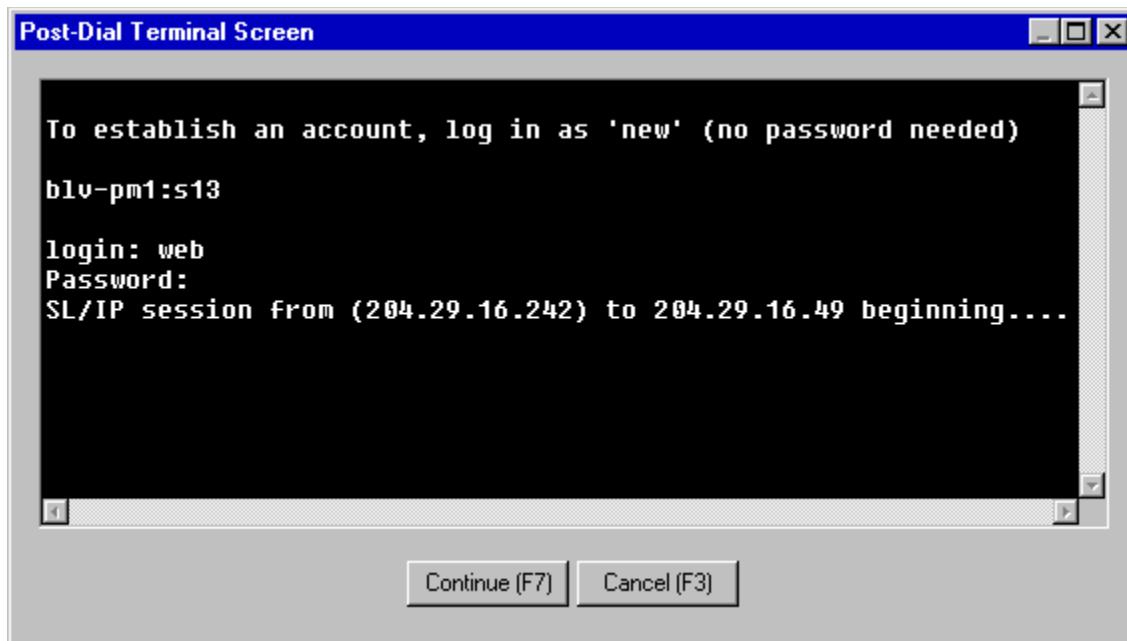 Post-Dial Terminal Screen
To establish an account, log in as 'new' (no password needed)
blv-pm1:s13
login: web
Password:
SL/IP session from (204.29.16.242) to 204.29.16.49 beginning....
Continue (F7)
Cancel (F3)